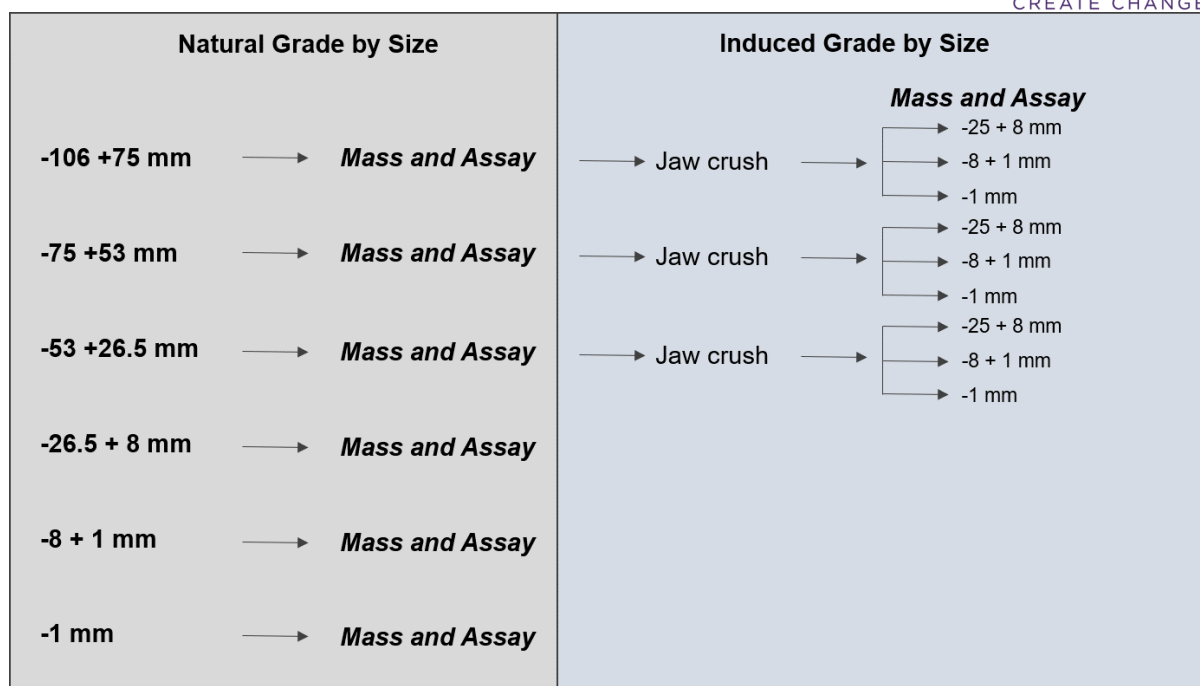 CREATE CHANGE
Natural Grade by Size
Induced Grade by Size
Mass and Assay
-106 +75 mm Mass and Assay Jaw crush
-25 + 8 mm
-8 + 1 mm
-1 mm
-75 +53 mm Mass and Assay Jaw crush
-25 + 8 mm
-8 + 1 mm
-1 mm
-53 +26.5 mm Mass and Assay Jaw crush
-25 + 8 mm
-8 + 1 mm
-1 mm
-26.5 + 8 mm Mass and Assay
-8 + 1 mm Mass and Assay
-1 mm Mass and Assay